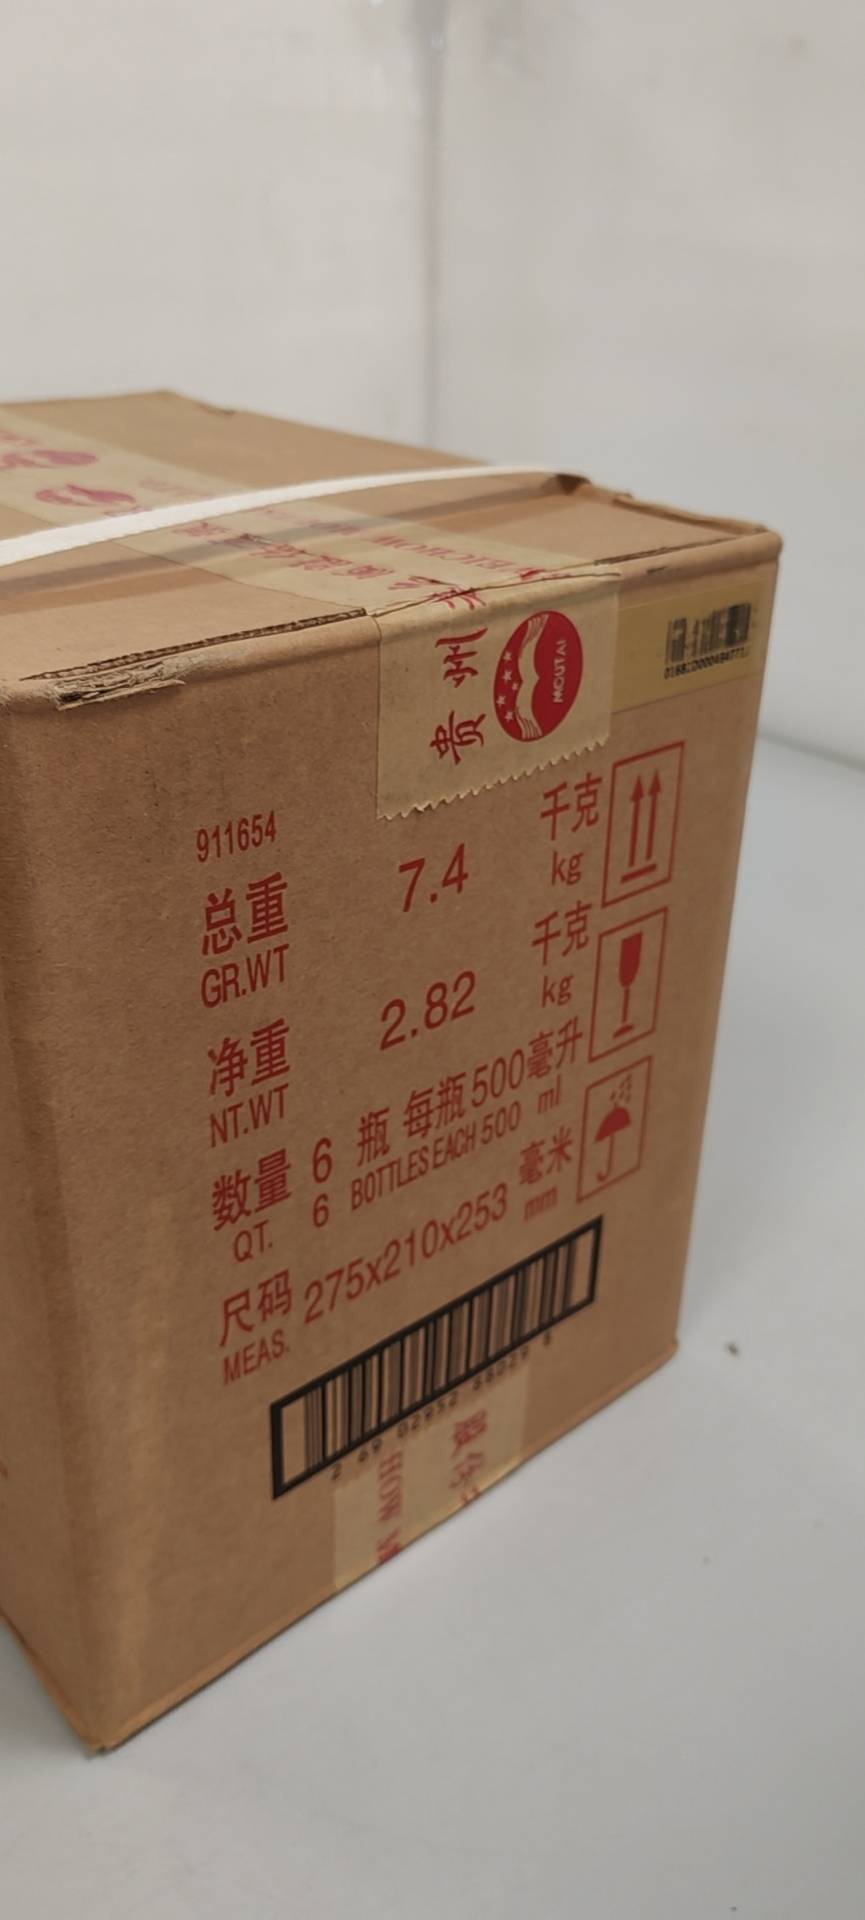 贵州
MOUTAI
911654
总重 7.4 千克
GR.WT kg
净重 2.82 千克
NT.WT kg
数量 6 瓶 每瓶 500 毫升
QT. 6 BOTTLES EACH 500 ml
尺码 275x210x253 毫米
MEAS. mm